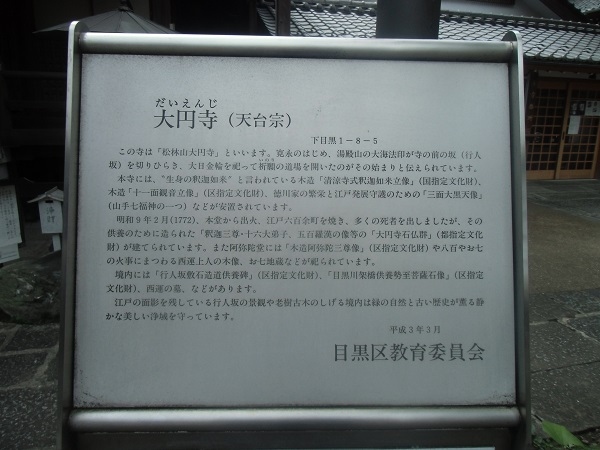 だいえんじ
大円寺（天台宗）
下目黒1－8－5
この寺は「松林山大円寺」といいます。寛永のはじめ、湯殿山の大海法印が寺の前の坂（行人
坂）を切りひらき、大日金輪を祀って祈願の道場を開いたのがその始まりと伝えられています。
本寺には、“生身の釈迦如来”と言われている木造「清涼寺式釈迦如来立像」（国指定文化財）、
木造「十一面観音立像」（区指定文化財）、徳川家の繁栄と江戸発展守護のための「三面大黒天像」
（山手七福神の一つ）などが安置されています。
明和9年2月（1772）、本堂から出火、江戸六百余町を焼き、多くの死者を出しましたが、その
供養のために造られた「釈迦三尊・十六大弟子、五百羅漢の像等の「大円寺石仏群」（都指定文化
財）が建てられています。また阿弥陀堂には「木造阿弥陀三尊像」（区指定文化財）や八百やお七
の火事にまつわる西運上人の木像、お七地蔵などが祀られています。
境内には「行人坂敷石造道供養碑」（区指定文化財）、「目黒川架橋供養勢至菩薩石像」（区指定
文化財）、西運の墓、などがあります。
江戸の面影を残している行人坂の景観や老樹古木のしげる境内は緑の自然と古い歴史が薫る静
かな美しい浄域を守っています。
平成3年3月
目黒区教育委員会